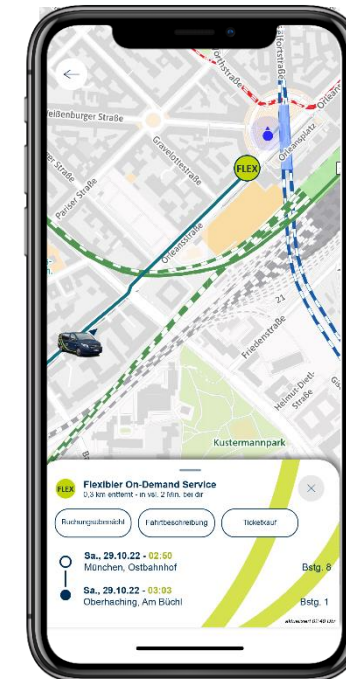 Weißenburger Straße
Orleansplatz
Gravelottestraße
FLEX
Pariser Straße
Orleansstraße
21
Friedenstraße
Helmut-Dietl-
Straße
Kustermannpark
FLEX
Flexibler On-Demand Service
0,3 km entfernt - in vsl. 2 Min. bei dir
Buchungsübersicht
Fahrtbeschreibung
Ticketkauf
Sa., 29.10.22 - 02:50
München, Ostbahnhof
Bstg. 8
Sa., 29.10.22 - 03:03
Oberhaching, Am Büchl
Bstg. 1